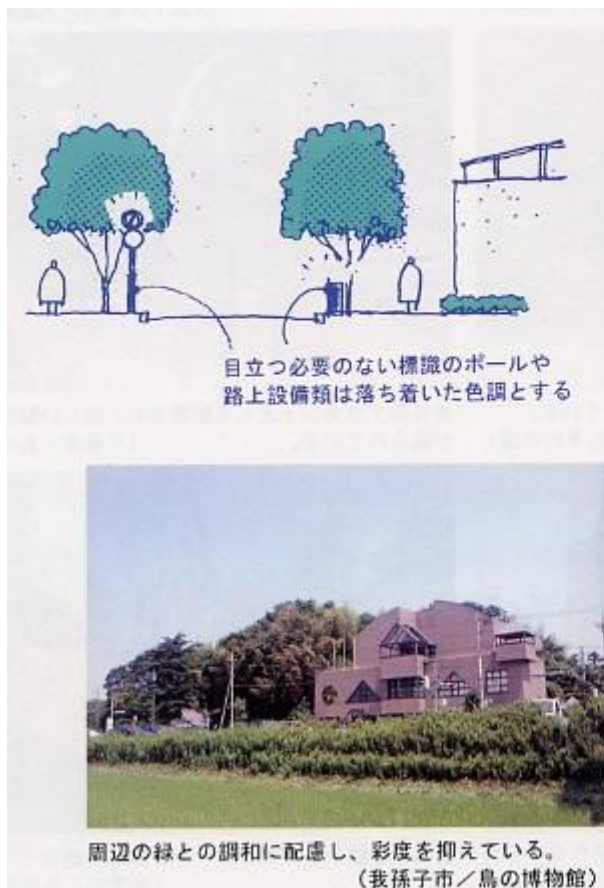 目立つ必要のない標識のポールや
路上設備類は落ち着いた色調とする
周辺の緑との調和に配慮し、彩度を抑えている。
（我孫子市／鳥の博物館）